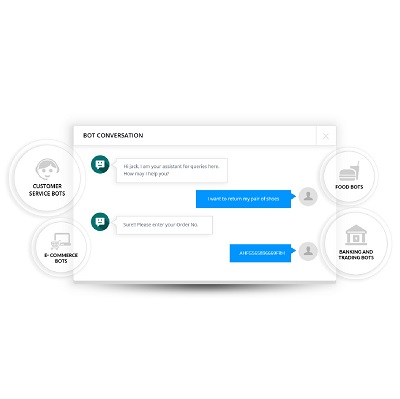 BOT CONVERSATION
Hi jack, I am your assistant for queries here.
How may I help you?
I want to return my pair of shoes
Sure!! Please enter your Order No.
CUSTOMER
SERVICE BOTS
E- COMMERCE
BOTS
FOOD BOTS
BANKING AND
TRADING BOTS